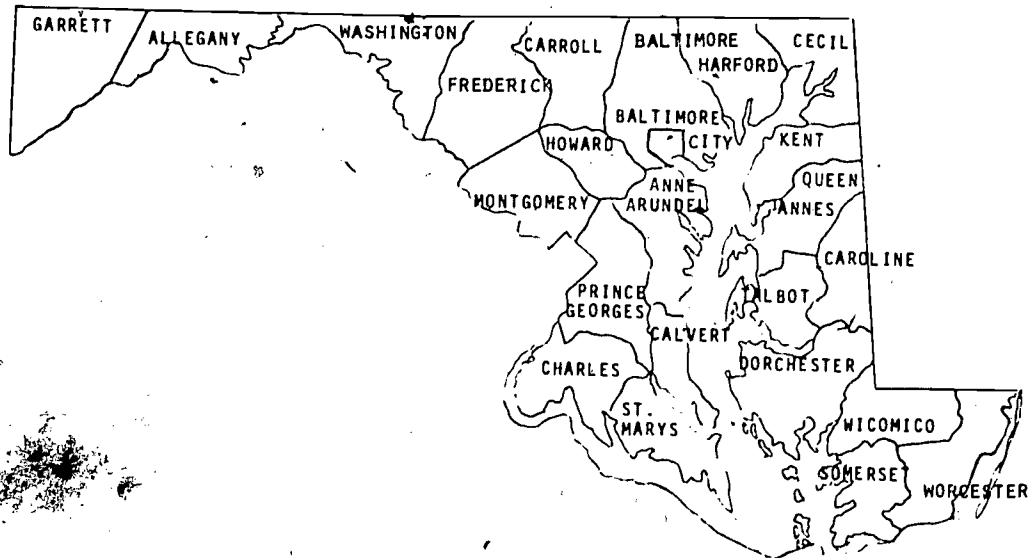 GARRETT
ALLEGANY
WASHINGTON
FREDERICK
CARROLL
BALTIMORE
HARFORD
CECIL
BALTIMORE
CITY
HOWARD
KENT
MONTGOMERY
ANNE
ARUNDEL
QUEEN
ANNES
CAROLINE
PRINCE
GEORGES
TALBOT
CALVERT
CHARLES
DORCHESTER
ST.
MARYS
WICOMICO
SOMERSET
WORCESTER